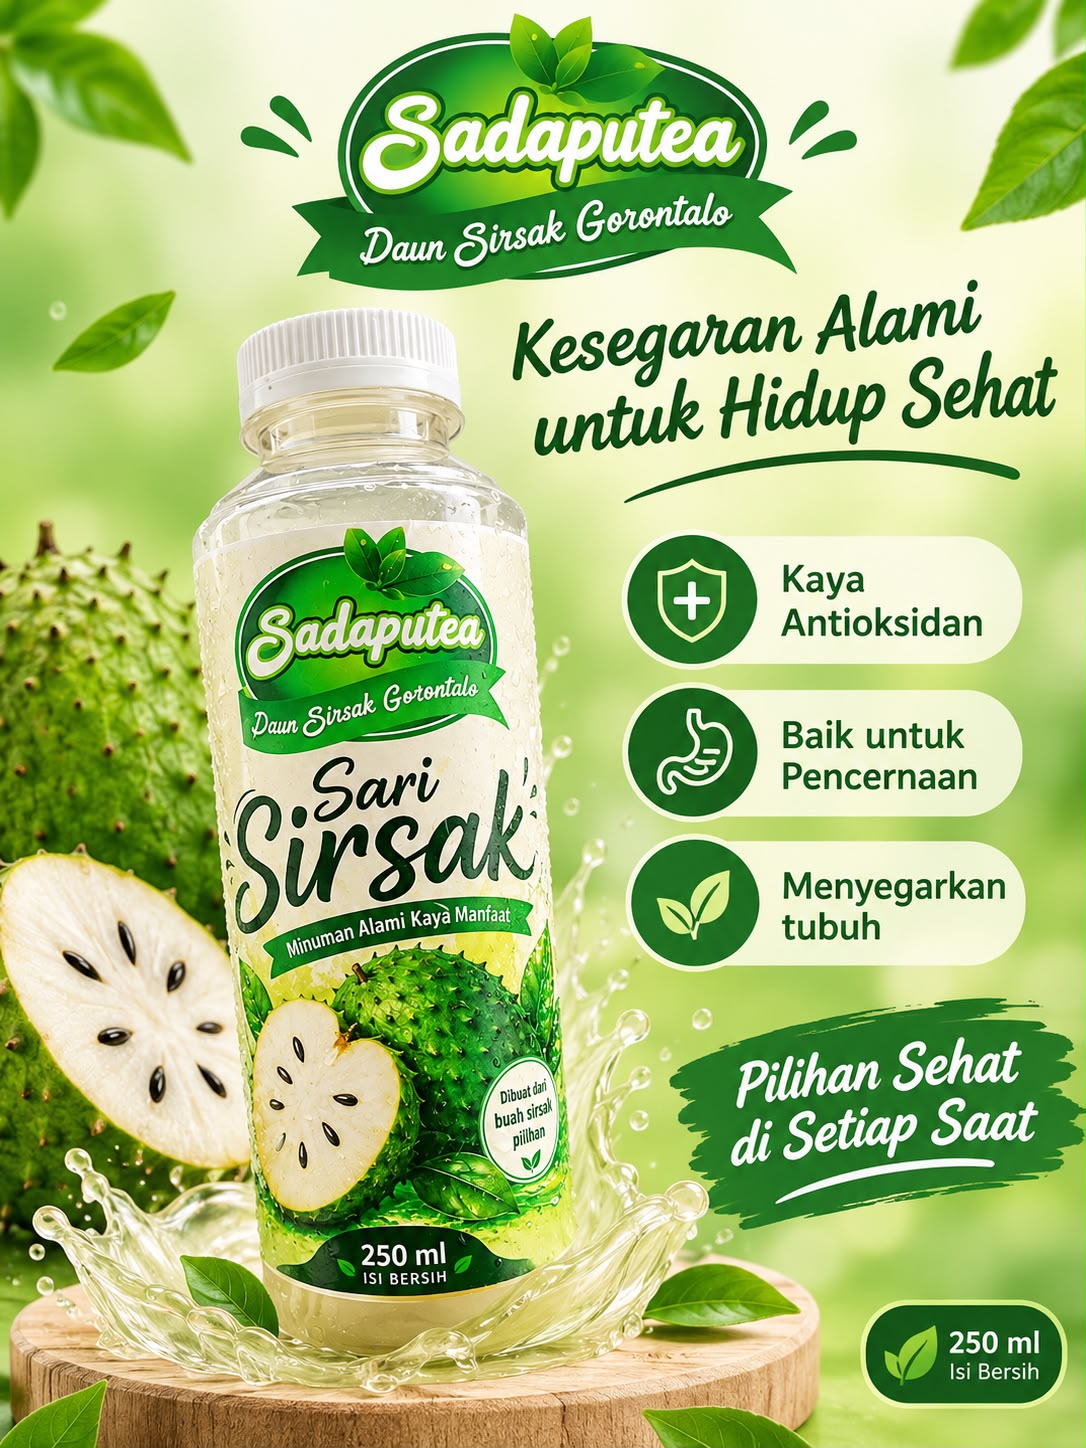 Sadaputea
Daun Sirsak Gorontalo
Kesegaran Alami
untuk Hidup Sehat
Sadaputea
Daun Sirsak Gorontalo
Sari
Sirsak
Minuman Alami Kaya Manfaat
Dibuat dari
buah sirsak
pilihan
250 ml
ISI BERSIH
Kaya
Antioksidan
Baik untuk
Pencernaan
Menyegarkan
tubuh
Pilihan Sehat
di Setiap Saat
250 ml
Isi Bersih